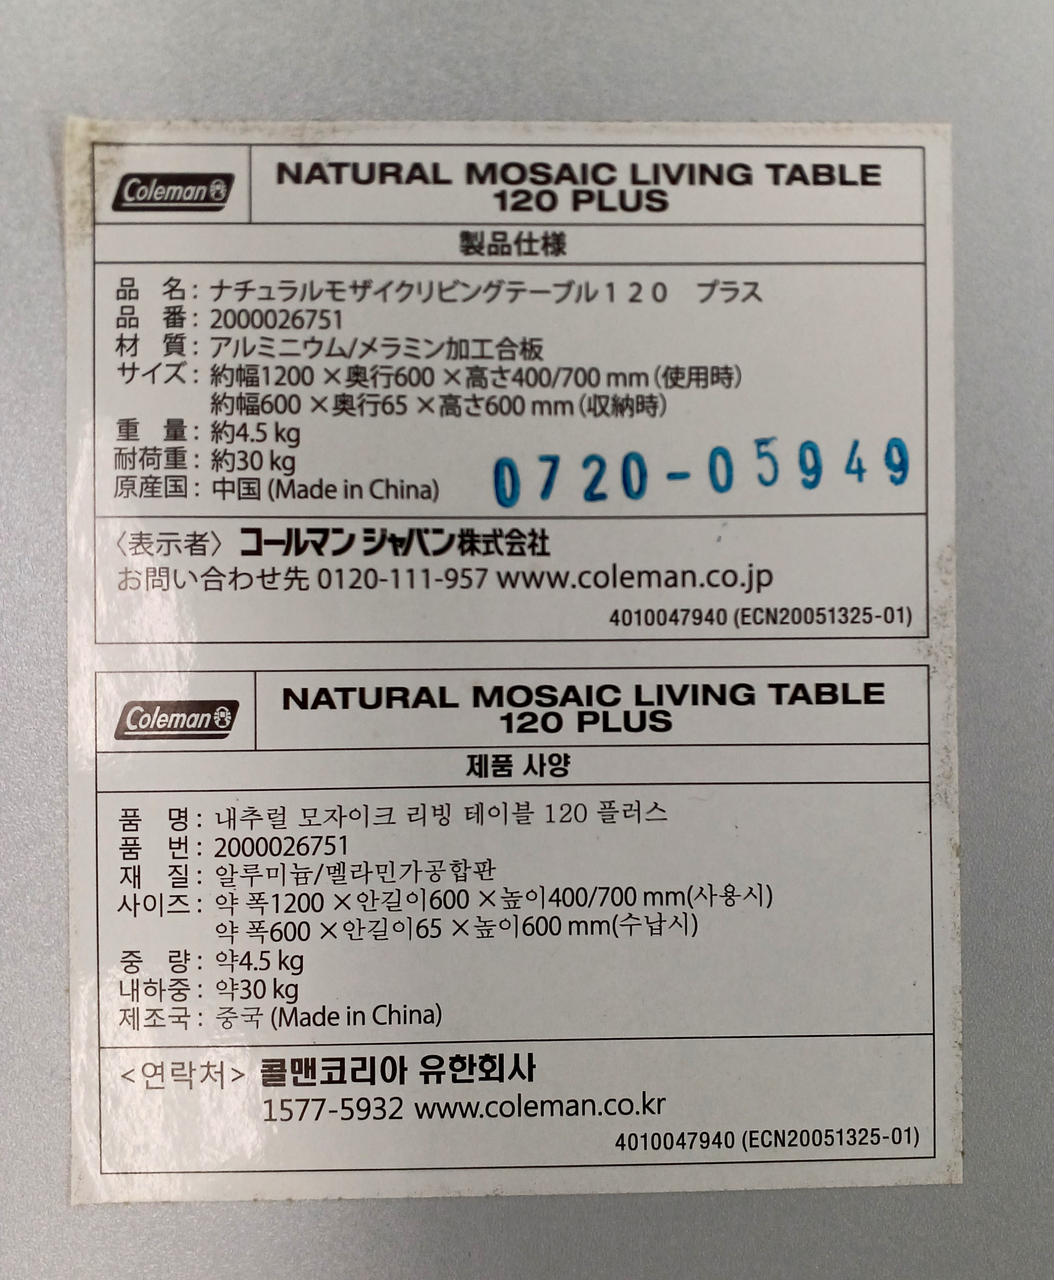 Coleman
NATURAL MOSAIC LIVING TABLE
120 PLUS
製品仕様
品 名: ナチュラルモザイクリビングテーブル120 プラス
品 番: 2000026751
材 質: アルミニウム/メラミン加工合板
サイズ: 約幅1200 ×奥行600 ×高さ400/700 mm (使用時)
約幅600 ×奥行65 ×高さ600 mm (収納時)
重 量: 約4.5 kg
耐荷重: 約30 kg
原産国: 中国 (Made in China)
0720-05949
〈表示者〉 コールマン ジャパン株式会社
お問い合わせ先 0120-111-957 www.coleman.co.jp
4010047940 (ECN20051325-01)
Coleman
NATURAL MOSAIC LIVING TABLE
120 PLUS
제품 사양
품 명: 내추럴 모자이크 리빙 테이블 120 플러스
품 번: 2000026751
재 질: 알루미늄/멜라민가공합판
사이즈: 약 폭1200 ×안길이600 ×높이400/700 mm(사용시)
약 폭600 ×안길이65 ×높이600 mm(수납시)
중 량: 약4.5 kg
내하중: 약30 kg
제조국: 중국 (Made in China)
<연락처> 콜맨코리아 유한회사
1577-5932 www.coleman.co.kr
4010047940 (ECN20051325-01)